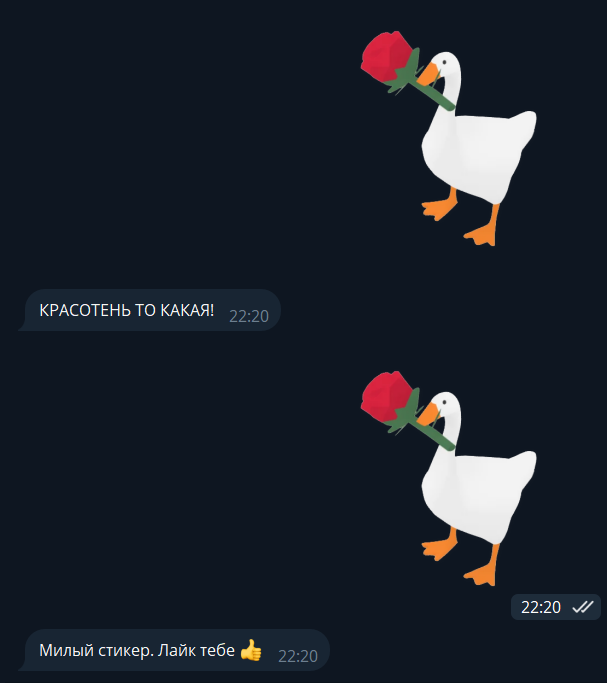 КРАСОТЕНЬ ТО КАКАЯ! 22:20
22:20
Милый стикер. Лайк тебе 👍 22:20